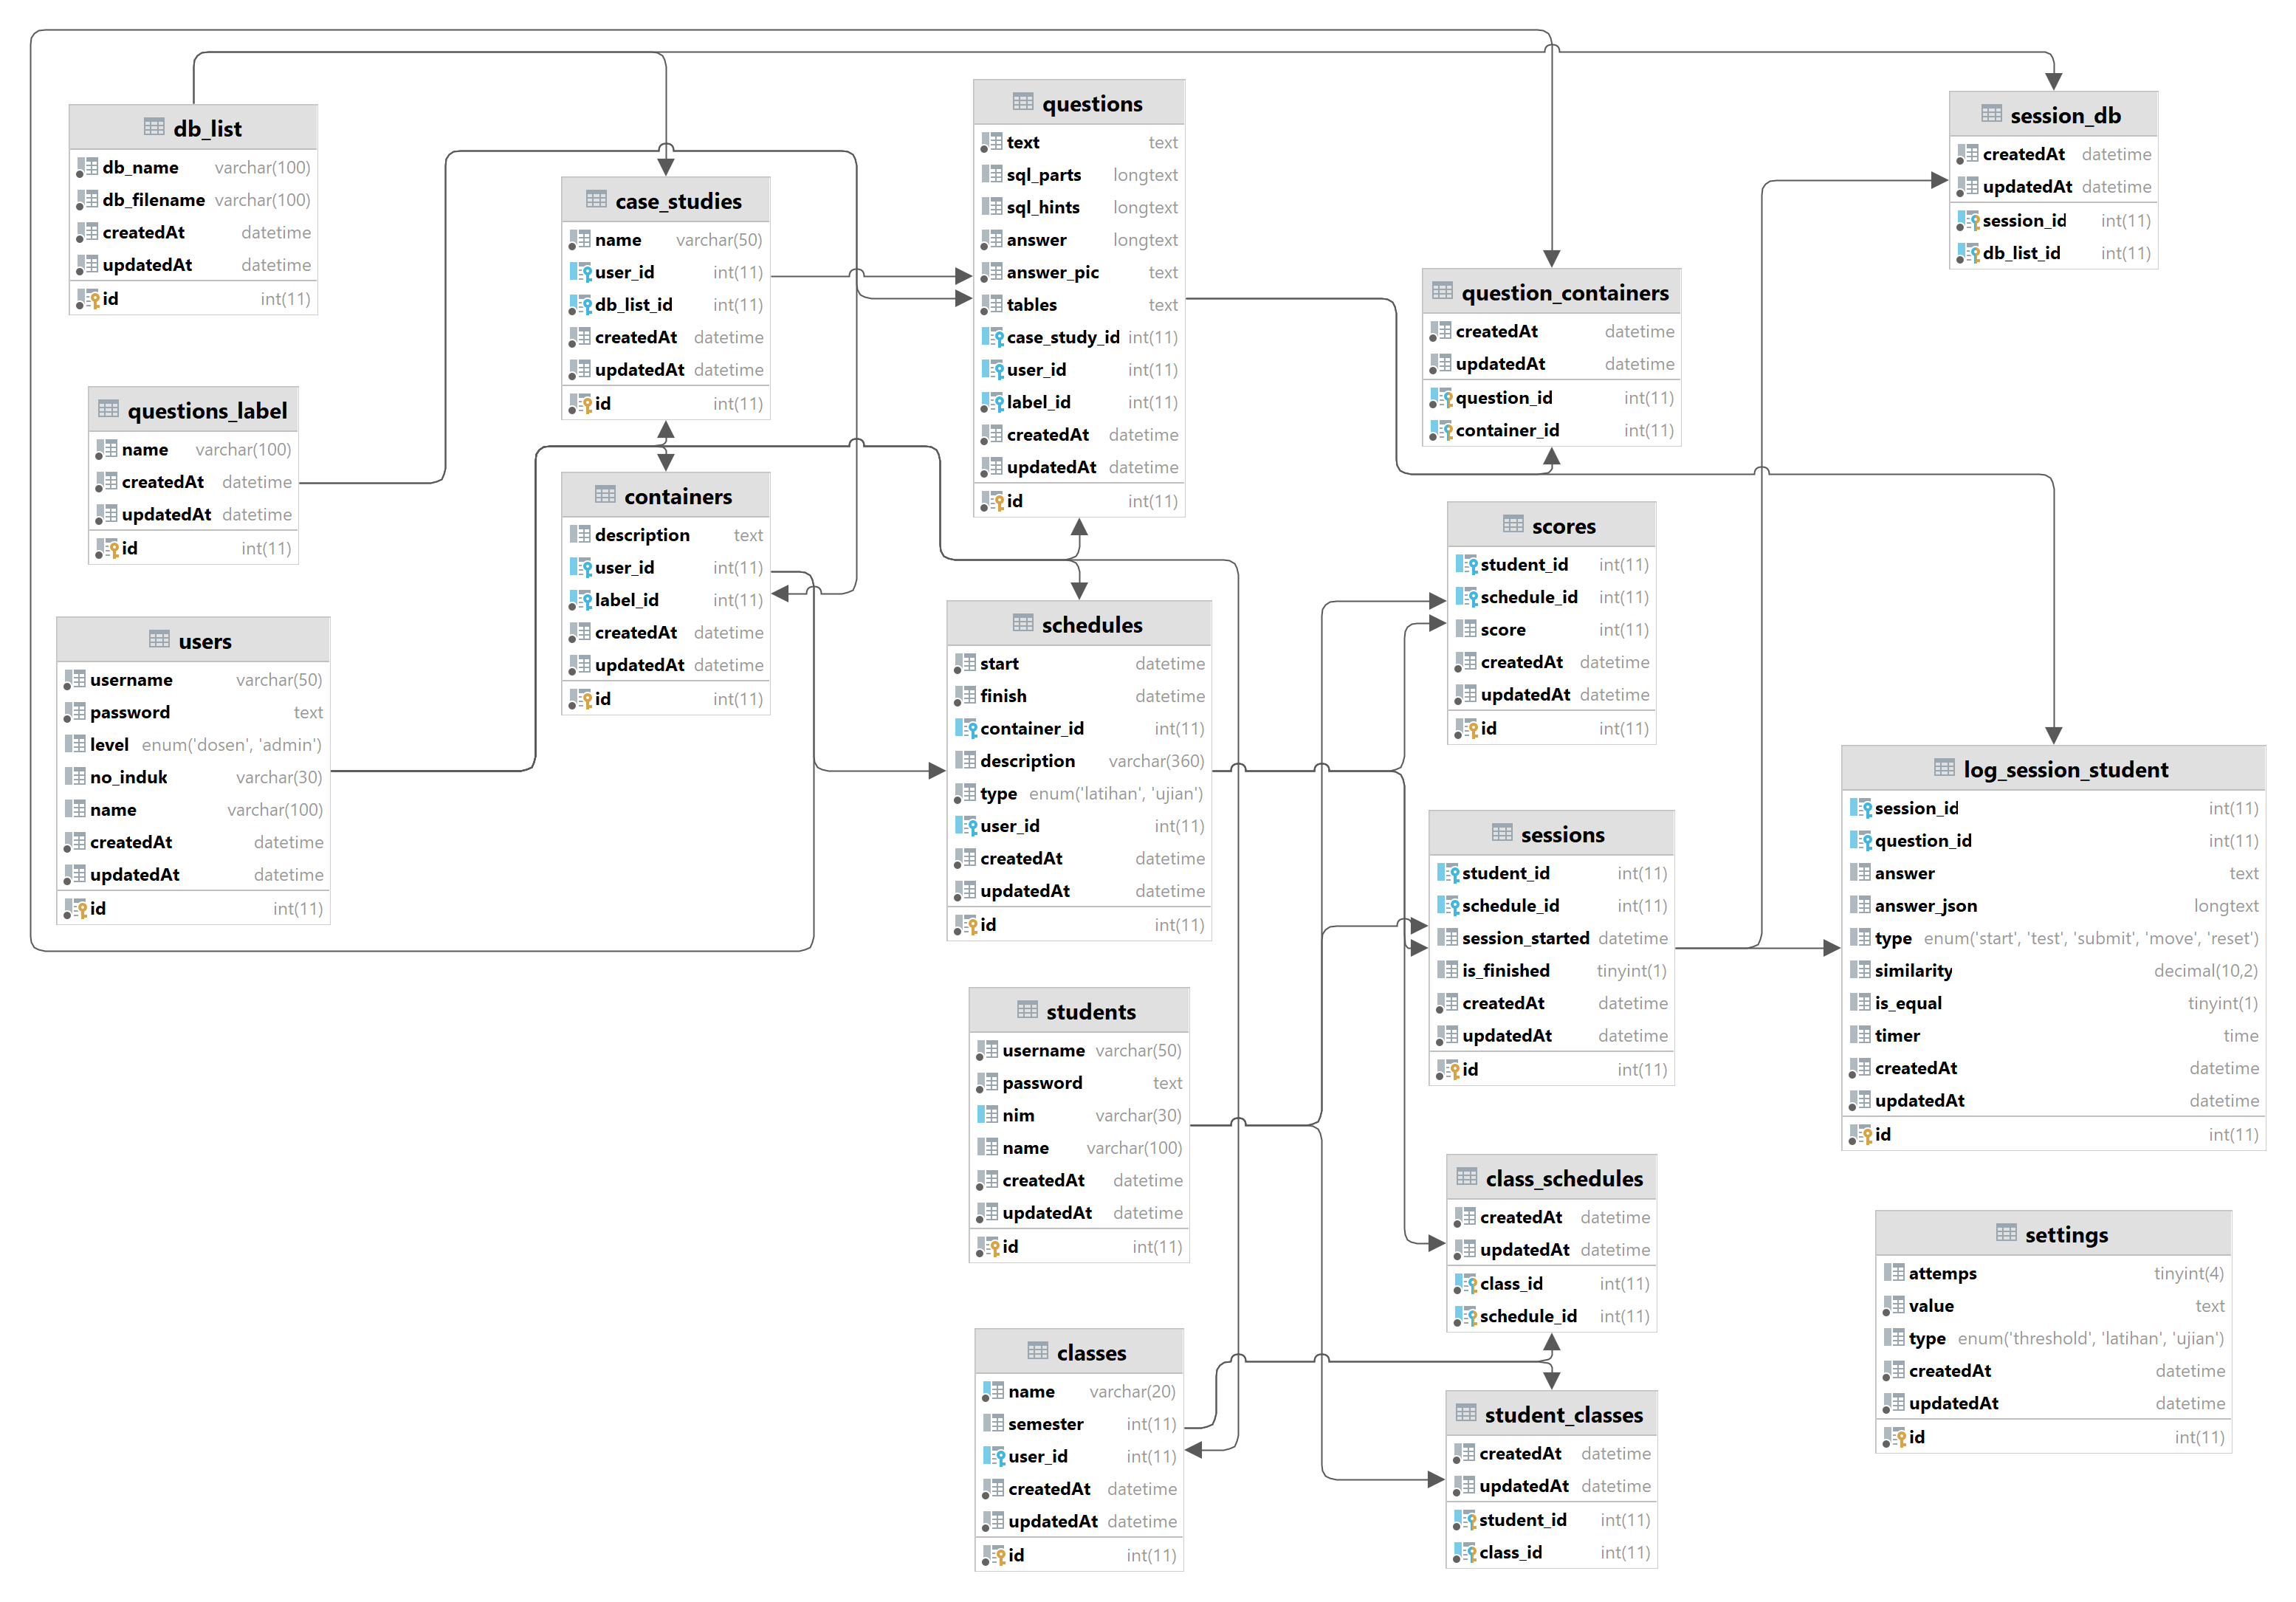 db_list
db_name varchar(100)
db_filename varchar(100)
createdAt datetime
updatedAt datetime
id int(11)
questions_label
name varchar(100)
createdAt datetime
updatedAt datetime
id int(11)
users
username varchar(50)
password text
level enum('dosen', 'admin')
no_induk varchar(30)
name varchar(100)
createdAt datetime
updatedAt datetime
id int(11)
case_studies
name varchar(50)
user_id int(11)
db_list_id int(11)
createdAt datetime
updatedAt datetime
id int(11)
containers
description text
user_id int(11)
label_id int(11)
createdAt datetime
updatedAt datetime
id int(11)
questions
text text
sql_parts longtext
sql_hints longtext
answer longtext
answer_pic text
tables text
case_study_id int(11)
user_id int(11)
label_id int(11)
createdAt datetime
updatedAt datetime
id int(11)
schedules
start datetime
finish datetime
container_id int(11)
description varchar(360)
type enum('latihan', 'ujian')
user_id int(11)
createdAt datetime
updatedAt datetime
id int(11)
students
username varchar(50)
password text
nim varchar(30)
name varchar(100)
createdAt datetime
updatedAt datetime
id int(11)
classes
name varchar(20)
semester int(11)
user_id int(11)
createdAt datetime
updatedAt datetime
id int(11)
question_containers
createdAt datetime
updatedAt datetime
question_id int(11)
container_id int(11)
scores
student_id int(11)
schedule_id int(11)
score int(11)
createdAt datetime
updatedAt datetime
id int(11)
sessions
student_id int(11)
schedule_id int(11)
session_started datetime
is_finished tinyint(1)
createdAt datetime
updatedAt datetime
id int(11)
class_schedules
createdAt datetime
updatedAt datetime
class_id int(11)
schedule_id int(11)
student_classes
createdAt datetime
updatedAt datetime
student_id int(11)
class_id int(11)
session_db
createdAt datetime
updatedAt datetime
session_id int(11)
db_list_id int(11)
log_session_student
session_id int(11)
question_id int(11)
answer text
answer_json longtext
type enum('start', 'test', 'submit', 'move', 'reset')
similarity decimal(10,2)
is_equal tinyint(1)
timer time
createdAt datetime
updatedAt datetime
id int(11)
settings
attemps tinyint(4)
value text
type enum('threshold', 'latihan', 'ujian')
createdAt datetime
updatedAt datetime
id int(11)